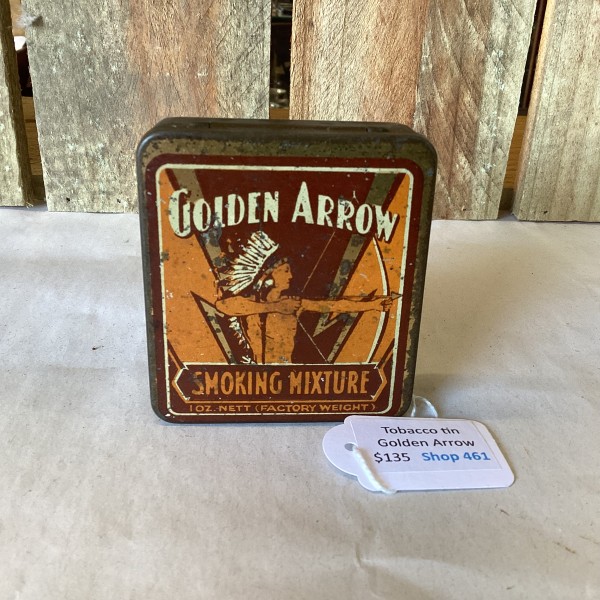 GOLDEN ARROW
SMOKING MIXTURE
1 OZ. NETT (FACTORY WEIGHT)
Tobacco tin
Golden Arrow
$135 Shop 461